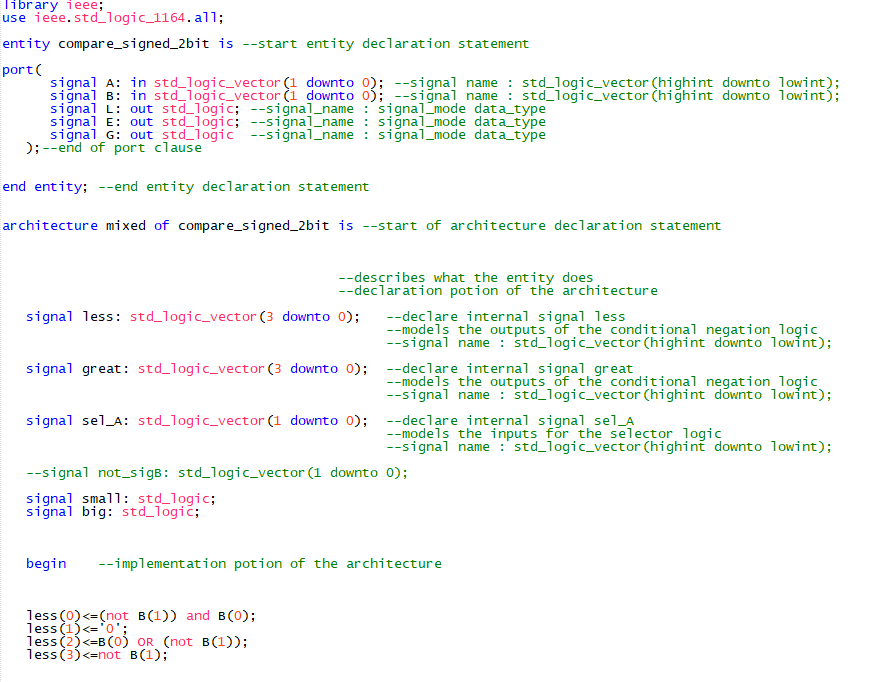 library ieee;
use ieee.std_logic_1164.all;
entity compare_signed_2bit is --start entity declaration statement
port(
signal A: in std_logic_vector(1 downto 0); --signal name : std_logic_vector(highint downto lowint);
signal B: in std_logic_vector(1 downto 0); --signal name : std_logic_vector(highint downto lowint);
signal L: out std_logic; --signal_name : signal_mode data_type
signal E: out std_logic; --signal_name : signal_mode data_type
signal G: out std_logic --signal_name : signal_mode data_type
);--end of port clause
end entity; --end entity declaration statement
architecture mixed of compare_signed_2bit is --start of architecture declaration statement
--describes what the entity does
--declaration potion of the architecture
signal less: std_logic_vector(3 downto 0); --declare internal signal less
--models the outputs of the conditional negation logic
--signal name : std_logic_vector(highint downto lowint);
signal great: std_logic_vector(3 downto 0); --declare internal signal great
--models the outputs of the conditional negation logic
--signal name : std_logic_vector(highint downto lowint);
signal sel_A: std_logic_vector(1 downto 0); --declare internal signal sel_A
--models the inputs for the selector logic
--signal name : std_logic_vector(highint downto lowint);
--signal not_sigB: std_logic_vector(1 downto 0);
signal small: std_logic;
signal big: std_logic;
begin --implementation potion of the architecture
less(0)<=(not B(1)) and B(0);
less(1)<='0';
less(2)<=B(0) OR (not B(1));
less(3)<=not B(1);